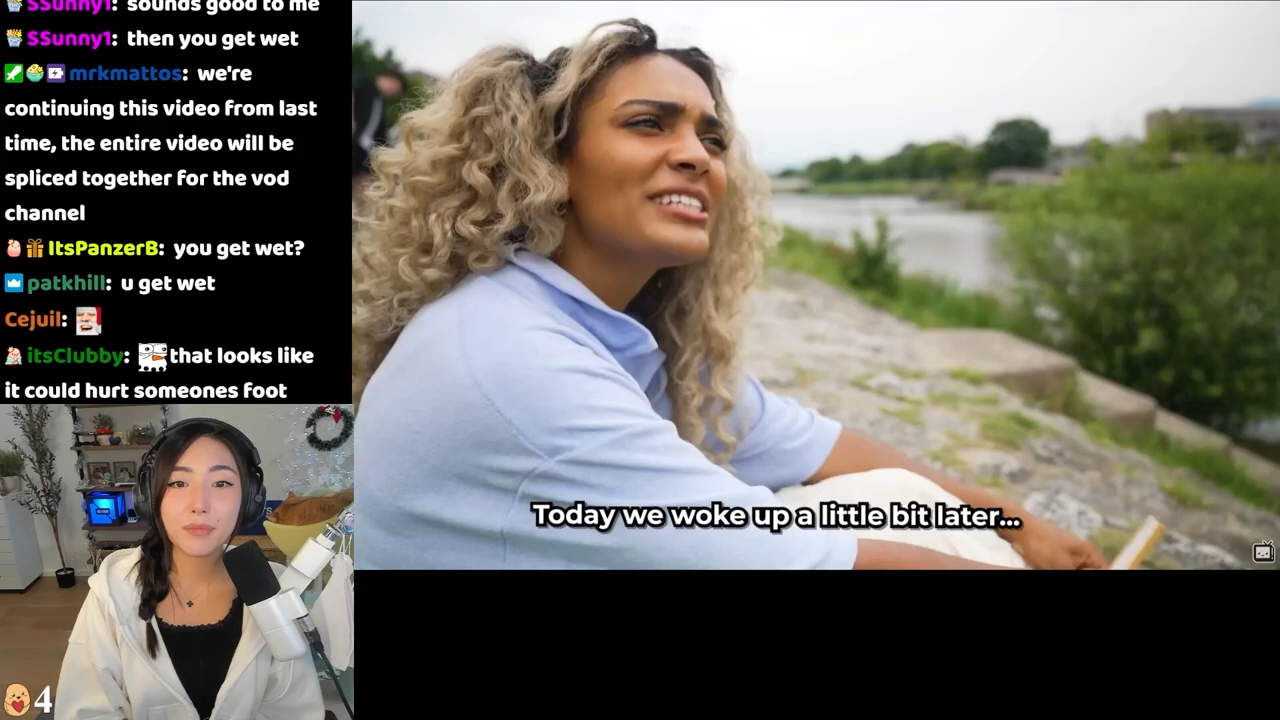 SSunny1: sounds good to me
SSunny1: then you get wet
mrkmattos: we're
continuing this video from last
time, the entire video will be
spliced together for the vod
channel
ItsPanzerB: you get wet?
patkhill: u get wet
Cejuil:
itsClubby: that looks like
it could hurt someones foot
Today we woke up a little bit later...
4